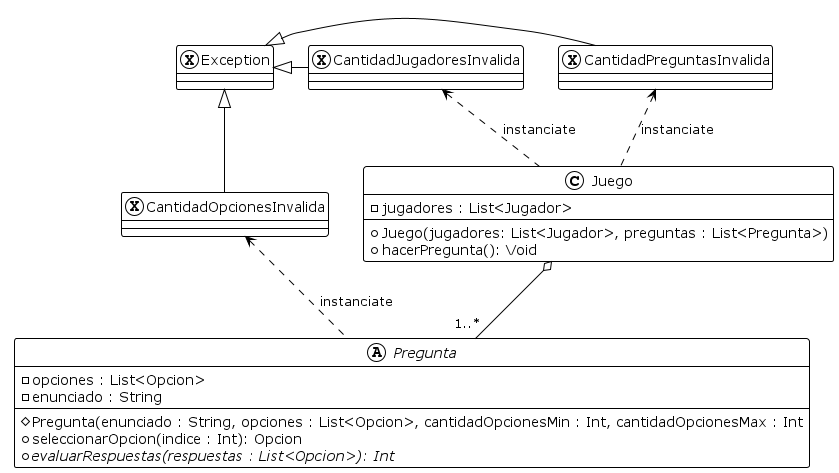 X Exception
X CantidadJugadoresInvalida
X CantidadPreguntasInvalida
instanciate
instanciate
C Juego
jugadores : List<Jugador>
Juego(jugadores: List<Jugador>, preguntas : List<Pregunta>)
hacerPregunta(): Void
X CantidadOpcionesInvalida
instanciate
1..*
A Pregunta
opciones : List<Opcion>
enunciado : String
Pregunta(enunciado : String, opciones : List<Opcion>, cantidadOpcionesMin : Int, cantidadOpcionesMax : Int
seleccionarOpcion(indice : Int): Opcion
evaluarRespuestas(respuestas : List<Opcion>): Int